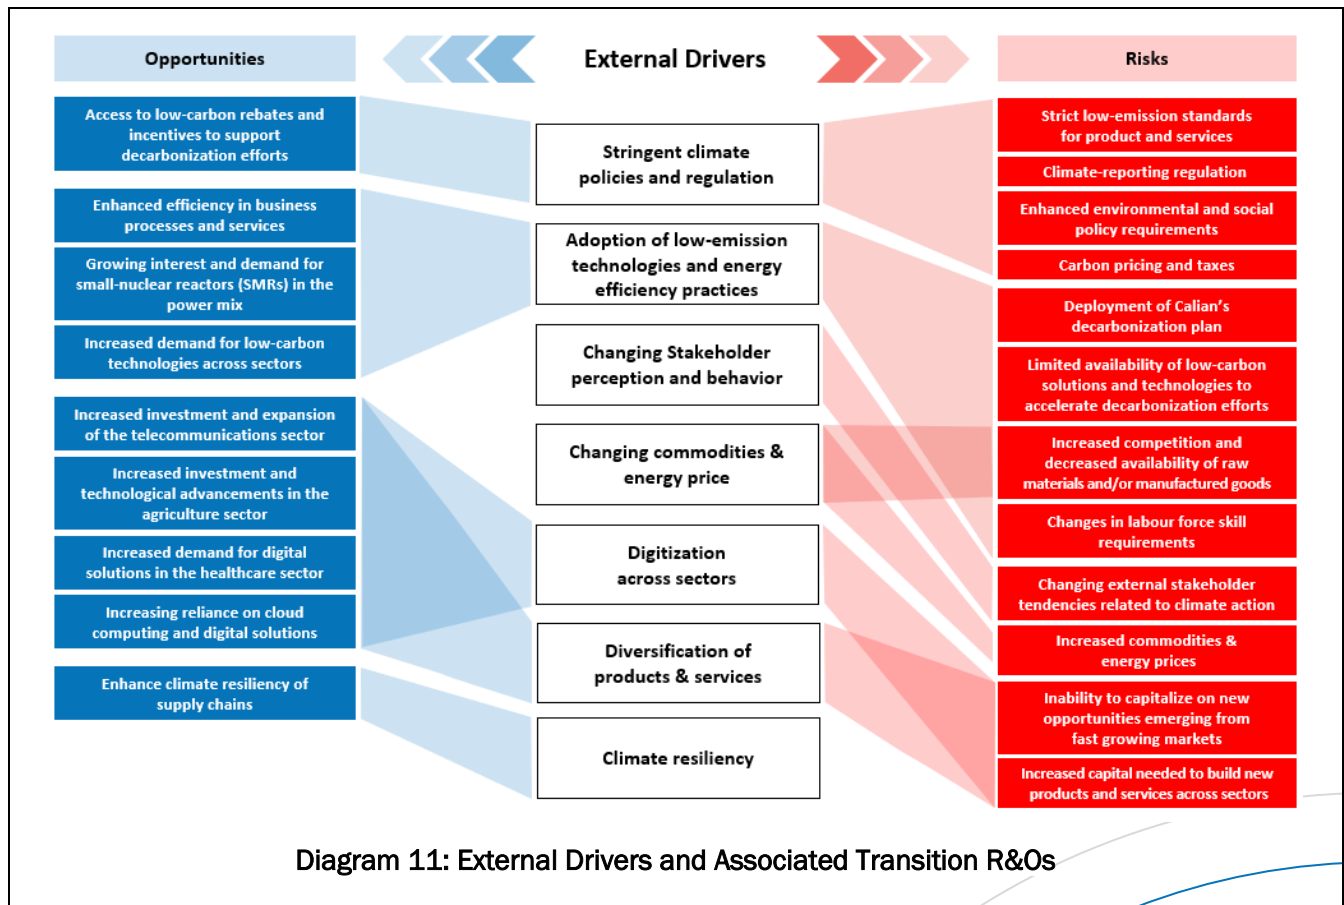 Opportunities
External Drivers
Risks
Access to low-carbon rebates and
incentives to support
decarbonization efforts
Enhanced efficiency in business
processes and services
Growing interest and demand for
small-nuclear reactors (SMRs) in the
power mix
Increased demand for low-carbon
technologies across sectors
Increased investment and expansion
of the telecommunications sector
Increased investment and
technological advancements in the
agriculture sector
Increased demand for digital
solutions in the healthcare sector
Increasing reliance on cloud
computing and digital solutions
Enhance climate resiliency of
supply chains
Stringent climate
policies and regulation
Adoption of low-emission
technologies and energy
efficiency practices
Changing Stakeholder
perception and behavior
Changing commodities &
energy price
Digitization
across sectors
Diversification of
products & services
Climate resiliency
Strict low-emission standards
for product and services
Climate-reporting regulation
Enhanced environmental and social
policy requirements
Carbon pricing and taxes
Deployment of Calian's
decarbonization plan
Limited availability of low-carbon
solutions and technologies to
accelerate decarbonization efforts
Increased competition and
decreased availability of raw
materials and/or manufactured goods
Changes in labour force skill
requirements
Changing external stakeholder
tendencies related to climate action
Increased commodities &
energy prices
Inability to capitalize on new
opportunities emerging from
fast growing markets
Increased capital needed to build new
products and services across sectors
Diagram 11: External Drivers and Associated Transition R&Os